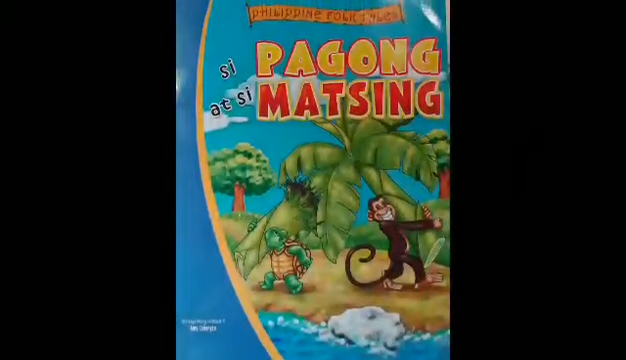 PHILIPPINE FOLK TALES
si PAGONG
at si MATSING